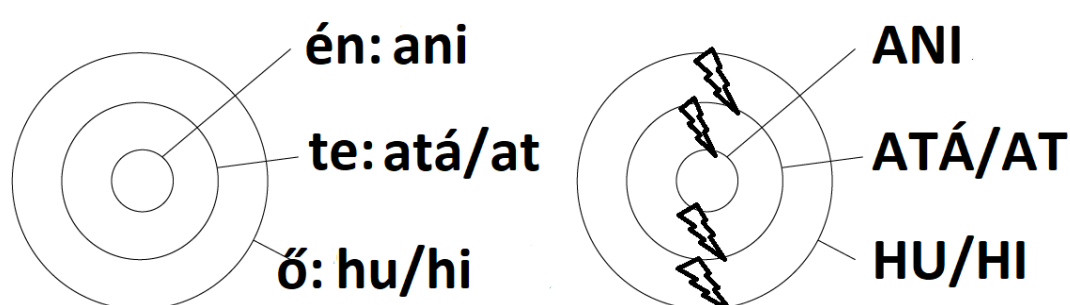 én: ani
te: atá/at
ő: hu/hi
ANI
ATÁ/AT
HU/HI